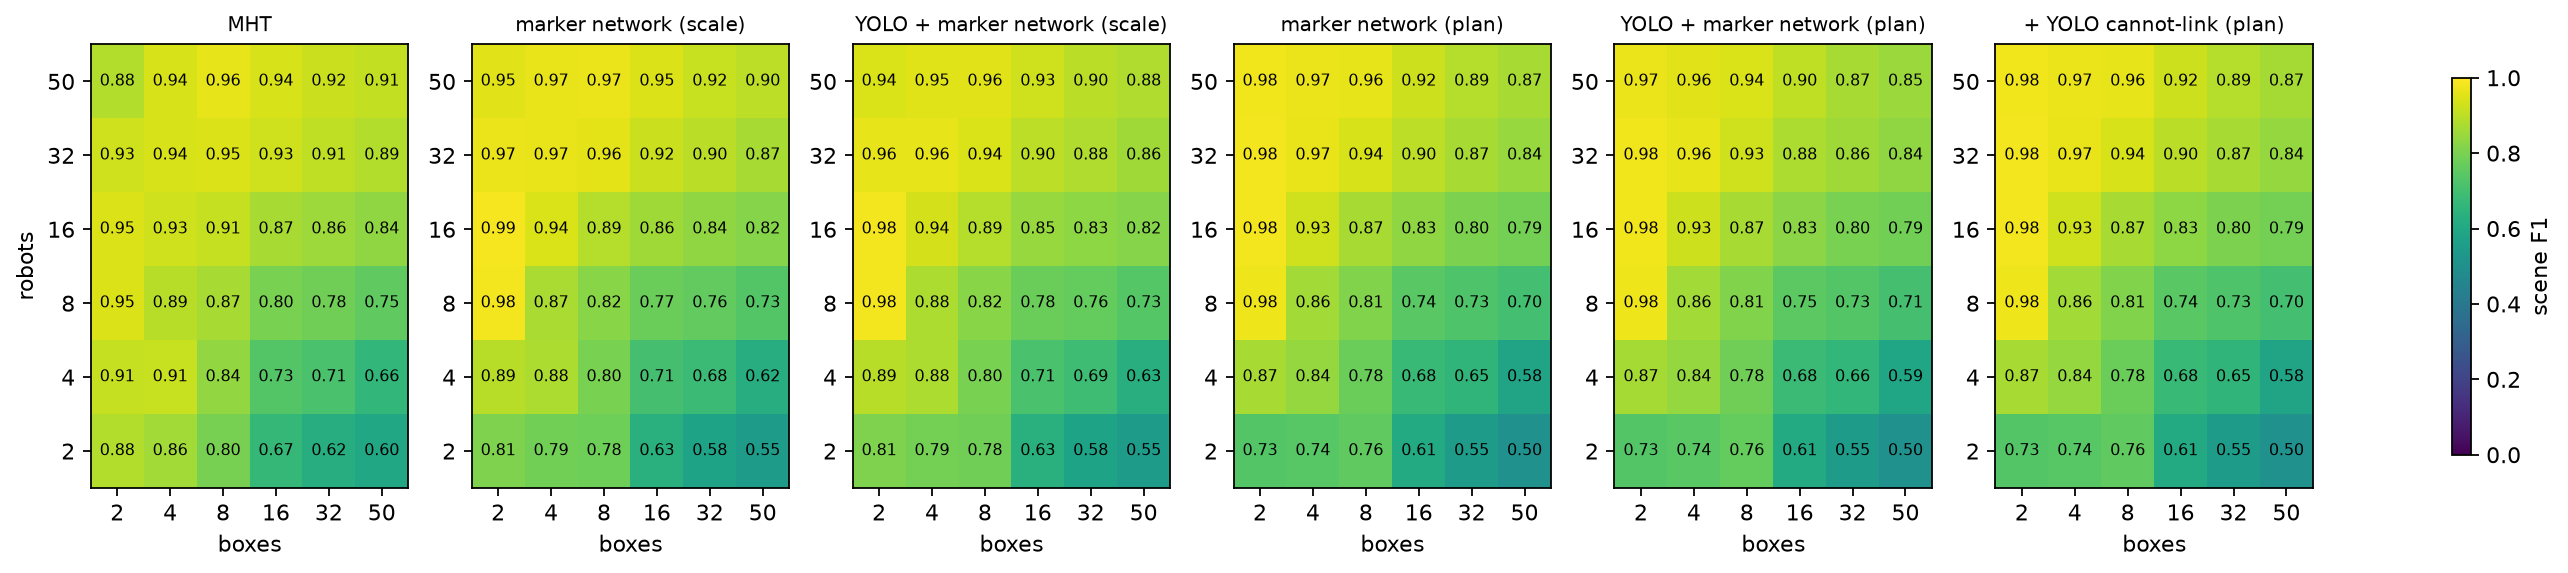 MHT marker network (scale) YOLO + marker network (scale) marker network (plan) YOLO + marker network (plan) + YOLO cannot-link (plan)
50 0.88 0.94 0.96 0.94 0.92 0.91 50 0.95 0.97 0.97 0.95 0.92 0.90 50 0.94 0.95 0.96 0.93 0.90 0.88 50 0.98 0.97 0.96 0.92 0.89 0.87 50 0.97 0.96 0.94 0.90 0.87 0.85 50 0.98 0.97 0.96 0.92 0.89 0.87 1.0
32 0.93 0.94 0.95 0.93 0.91 0.89 32 0.97 0.97 0.96 0.92 0.90 0.87 32 0.96 0.96 0.94 0.90 0.88 0.86 32 0.98 0.97 0.94 0.90 0.87 0.84 32 0.98 0.96 0.93 0.88 0.86 0.84 32 0.98 0.97 0.94 0.90 0.87 0.84 0.8
16 0.95 0.93 0.91 0.87 0.86 0.84 16 0.99 0.94 0.89 0.86 0.84 0.82 16 0.98 0.94 0.89 0.85 0.83 0.82 16 0.98 0.93 0.87 0.83 0.80 0.79 16 0.98 0.93 0.87 0.83 0.80 0.79 16 0.98 0.93 0.87 0.83 0.80 0.79 0.6
robots
scene F1
8 0.95 0.89 0.87 0.80 0.78 0.75 8 0.98 0.87 0.82 0.77 0.76 0.73 8 0.98 0.88 0.82 0.78 0.76 0.73 8 0.98 0.86 0.81 0.74 0.73 0.70 8 0.98 0.86 0.81 0.75 0.73 0.71 8 0.98 0.86 0.81 0.74 0.73 0.70 0.4
4 0.91 0.91 0.84 0.73 0.71 0.66 4 0.89 0.88 0.80 0.71 0.68 0.62 4 0.89 0.88 0.80 0.71 0.69 0.63 4 0.87 0.84 0.78 0.68 0.65 0.58 4 0.87 0.84 0.78 0.68 0.66 0.59 4 0.87 0.84 0.78 0.68 0.65 0.58 0.2
2 0.88 0.86 0.80 0.67 0.62 0.60 2 0.81 0.79 0.78 0.63 0.58 0.55 2 0.81 0.79 0.78 0.63 0.58 0.55 2 0.73 0.74 0.76 0.61 0.55 0.50 2 0.73 0.74 0.76 0.61 0.55 0.50 2 0.73 0.74 0.76 0.61 0.55 0.50 0.0
2 4 8 16 32 50 2 4 8 16 32 50 2 4 8 16 32 50 2 4 8 16 32 50 2 4 8 16 32 50 2 4 8 16 32 50
boxes boxes boxes boxes boxes boxes